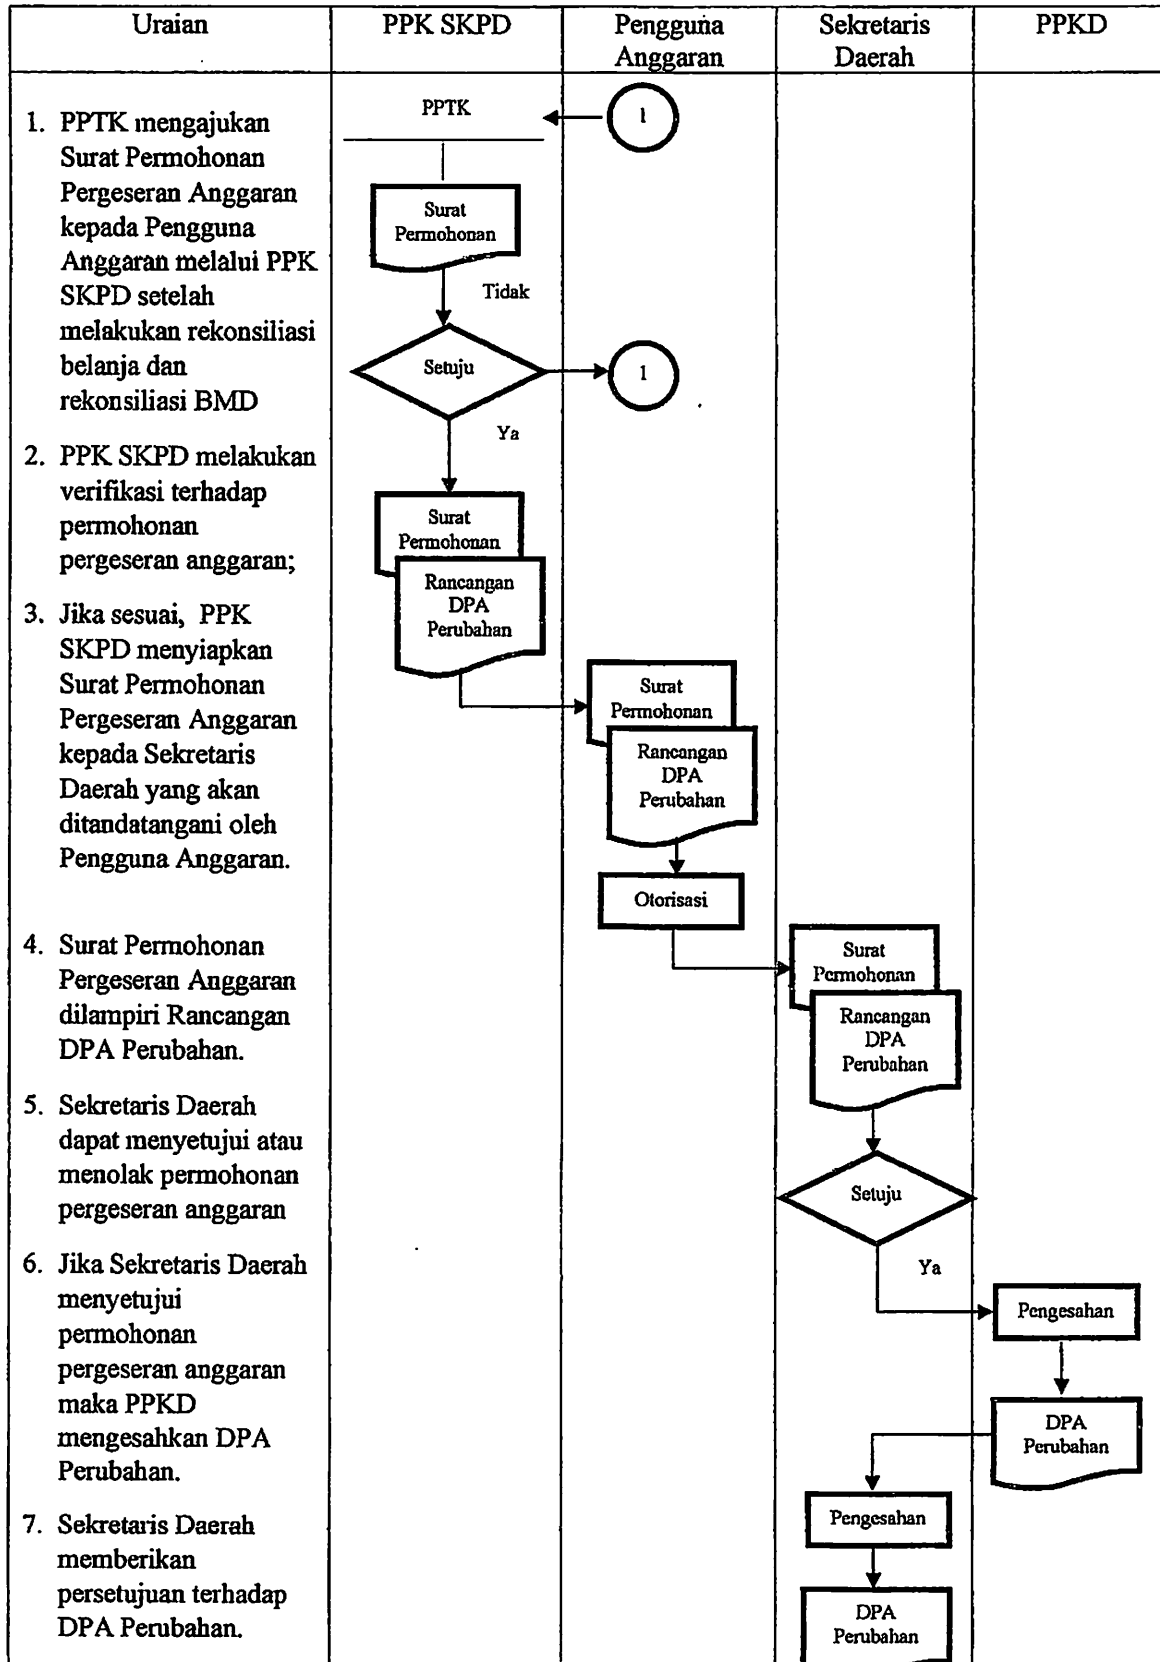 Uraian
PPK SKPD
Pengguna
Anggaran
Sekretaris
Daerah
PPKD
1. PPTK mengajukan
Surat Permohonan
Pergeseran Anggaran
kepada Pengguna
Anggaran melalui PPK
SKPD setelah
melakukan rekonsiliasi
belanja dan
rekonsiliasi BMD
2. PPK SKPD melakukan
verifikasi terhadap
permohonan
pergeseran anggaran;
3. Jika sesuai, PPK
SKPD menyiapkan
Surat Permohonan
Pergeseran Anggaran
kepada Sekretaris
Daerah yang akan
ditandatangani oleh
Pengguna Anggaran.
4. Surat Permohonan
Pergeseran Anggaran
dilampiri Rancangan
DPA Perubahan.
5. Sekretaris Daerah
dapat menyetujui atau
menolak permohonan
pergeseran anggaran
6. Jika Sekretaris Daerah
menyetujui
permohonan
pergeseran anggaran
maka PPKD
mengesahkan DPA
Perubahan.
7. Sekretaris Daerah
memberikan
persetujuan terhadap
DPA Perubahan.
PPTK
1
Surat
Permohonan
Tidak
Setuju
1
Ya
Surat
Permohonan
Rancangan
DPA
Perubahan
Surat
Permohonan
Rancangan
DPA
Perubahan
Otorisasi
Surat
Permohonan
Rancangan
DPA
Perubahan
Setuju
Ya
Pengesahan
DPA
Perubahan
Pengesahan
DPA
Perubahan